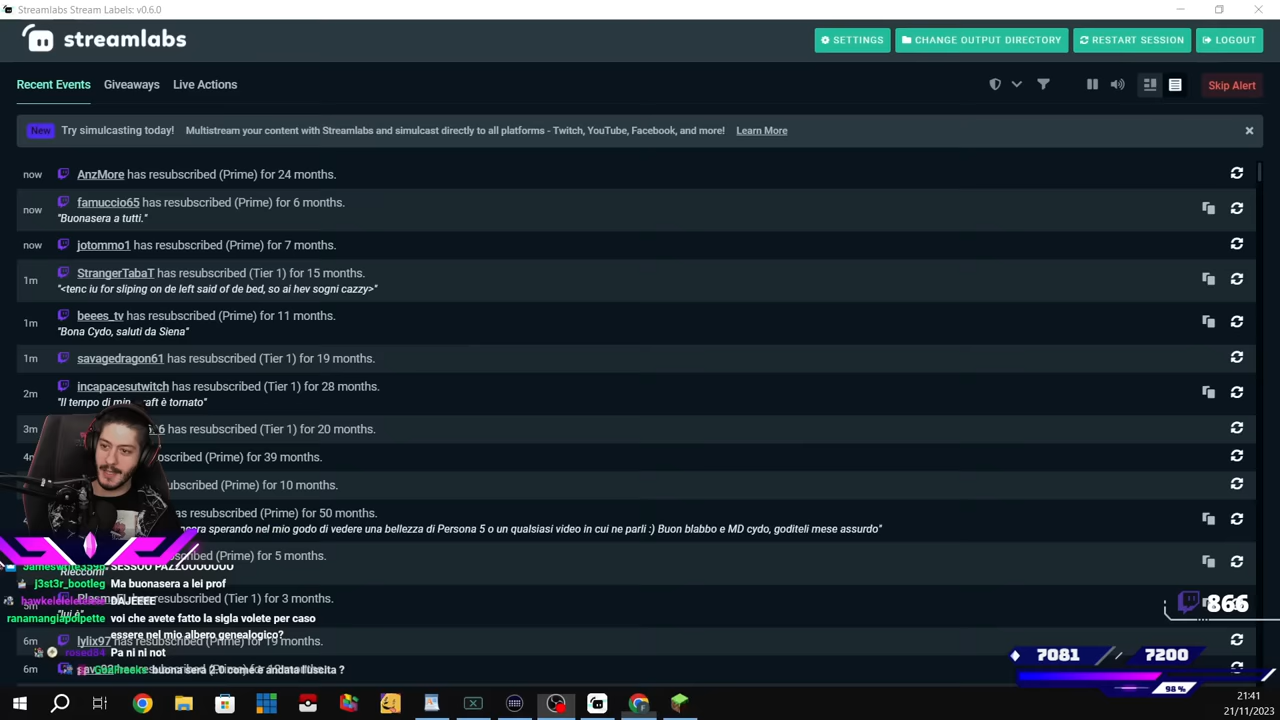 Streamlabs Stream Labels: v0.6.0
streamlabs
SETTINGS
CHANGE OUTPUT DIRECTORY
RESTART SESSION
LOGOUT
Recent Events
Giveaways
Live Actions
Skip Alert
New Try simulcasting today! Multistream your content with Streamlabs and simulcast directly to all platforms - Twitch, YouTube, Facebook, and more! Learn More
now AnzMore has resubscribed (Prime) for 24 months.
now famuccio65 has resubscribed (Prime) for 6 months.
"Buonasera a tutti."
now jotommo1 has resubscribed (Prime) for 7 months.
1m StrangerTabaT has resubscribed (Tier 1) for 15 months.
"<tenc iu for sliping on de left said of de bed, so ai hev sogni cazzy>"
1m beees_tv has resubscribed (Prime) for 11 months.
"Bona Cydo, saluti da Siena"
1m savagedragon61 has resubscribed (Tier 1) for 19 months.
2m incapacesutwitch has resubscribed (Tier 1) for 28 months.
"Il tempo di è tornato"
3m has resubscribed (Tier 1) for 20 months.
(Prime) for 39 months.
(Prime) for 10 months.
(Prime) for 50 months.
sperando nel mio godo di vedere una bellezza di Persona 5 o un qualsiasi video in cui ne parli :) Buon blabbo e MD cydo, goditeli mese assurdo"
(Prime) for 5 months.
SESSOO PAZZOOOOOOO
j3st3r_bootleg Ma buonasera a lei prof
has resubscribed (Tier 1) for 3 months.
DAJEEEE
866
ranamangiapolpette voi che avete fatto la sigla volete per caso
essere nel mio albero genealogico?
6m lylix97 has resubscribed (Prime) for 19 months.
Pa ni ni not
6m buona sera 2.0 come è andata l'uscita ?
7081 7200
98 %
21:41
21/11/2023